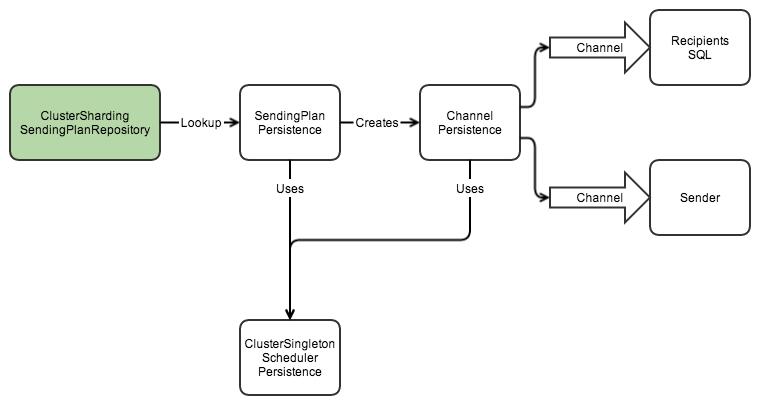 ClusterSharding
SendingPlanRepository
Lookup
SendingPlan
Persistence
Creates
Channel
Persistence
Channel
Recipients
SQL
Channel
Sender
Uses
Uses
ClusterSingleton
Scheduler
Persistence